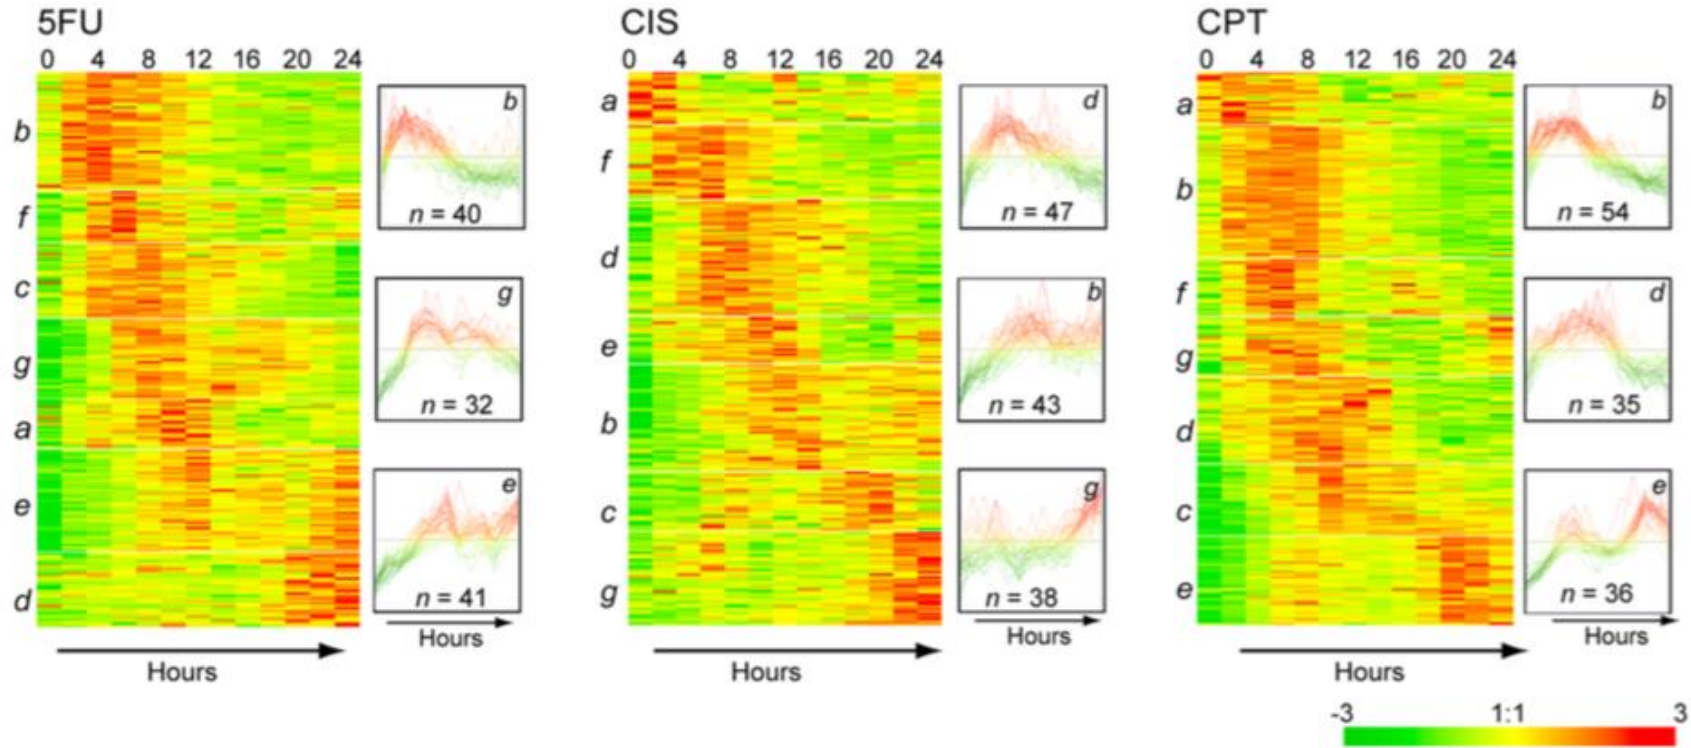 5FU
0 4 8 12 16 20 24
b
f
c
g
a
e
d
Hours
b
n = 40
g
n = 32
e
n = 41
Hours
CIS
0 4 8 12 16 20 24
a
f
d
e
b
c
g
Hours
d
n = 47
b
n = 43
g
n = 38
Hours
CPT
0 4 8 12 16 20 24
a
b
f
g
d
c
e
Hours
b
n = 54
d
n = 35
e
n = 36
Hours
-3 1:1 3